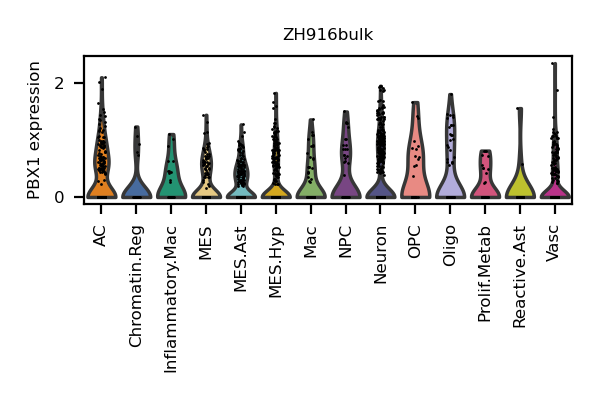 ZH916bulk
PBX1 expression
2
0
AC
Chromatin.Reg
Inflammatory.Mac
MES
MES.Ast
MES.Hyp
Mac
NPC
Neuron
OPC
Oligo
Prolif.Metab
Reactive.Ast
Vasc